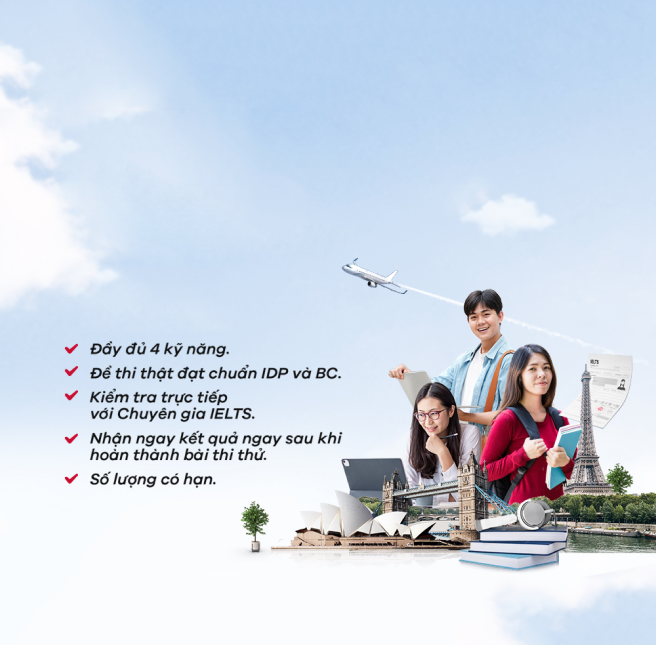 Đầy đủ 4 kỹ năng.
Đề thi thật đạt chuẩn IDP và BC.
Kiểm tra trực tiếp
với Chuyên gia IELTS.
Nhận ngay kết quả ngay sau khi
hoàn thành bài thi thử.
Số lượng có hạn.
IELTS